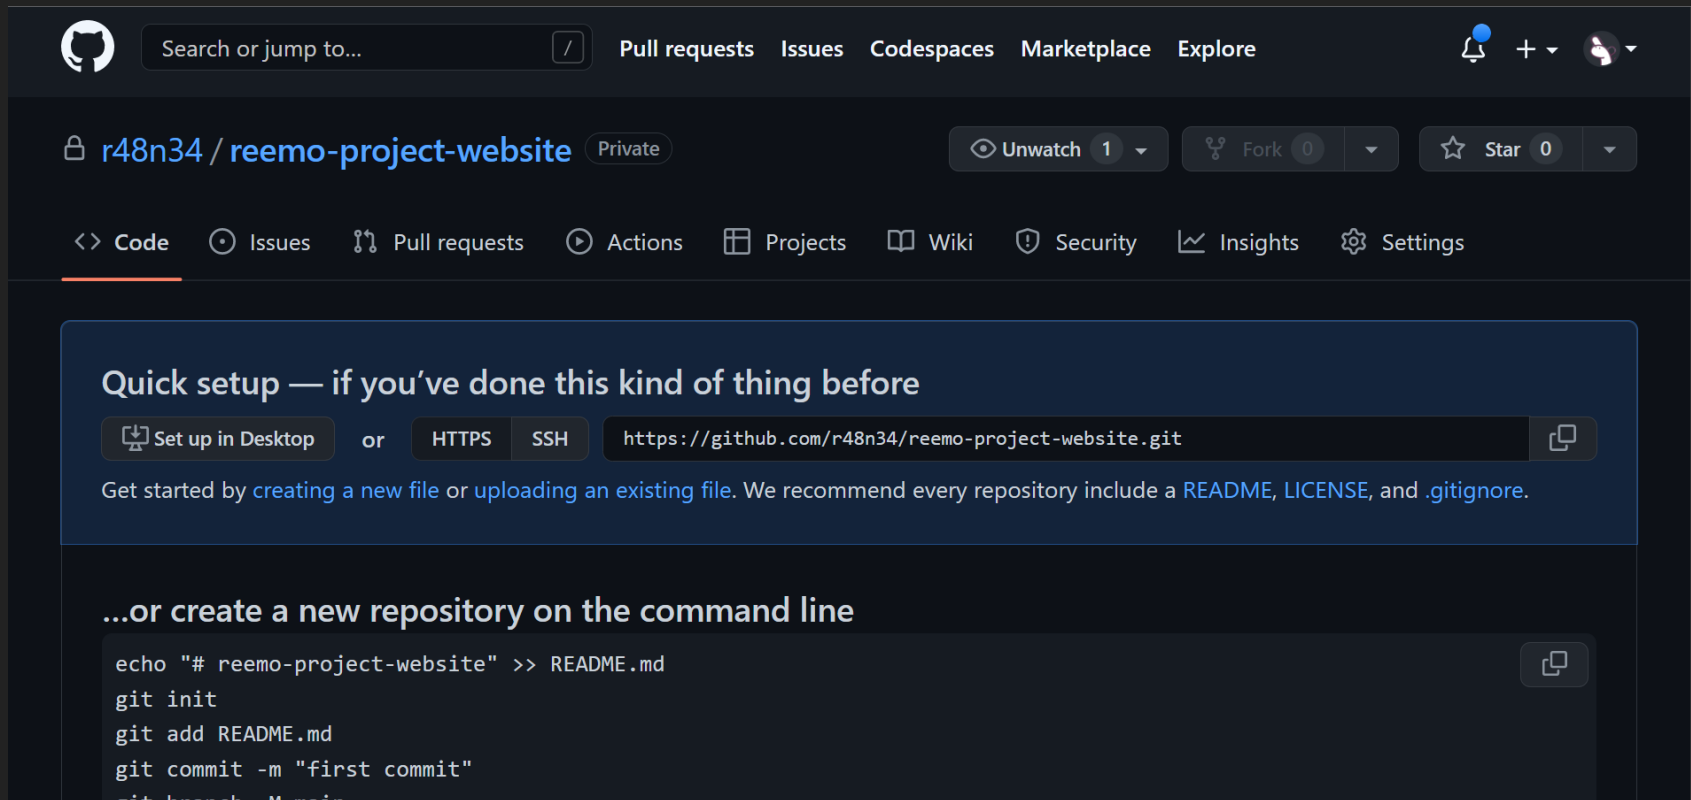 Search or jump to... / Pull requests Issues Codespaces Marketplace Explore
r48n34 / reemo-project-website Private Unwatch 1 Fork 0 Star 0
Code Issues Pull requests Actions Projects Wiki Security Insights Settings
Quick setup — if you’ve done this kind of thing before
Set up in Desktop or HTTPS SSH https://github.com/r48n34/reemo-project-website.git
Get started by creating a new file or uploading an existing file. We recommend every repository include a README, LICENSE, and .gitignore.
…or create a new repository on the command line
echo "# reemo-project-website" >> README.md
git init
git add README.md
git commit -m "first commit"
git branch -M main